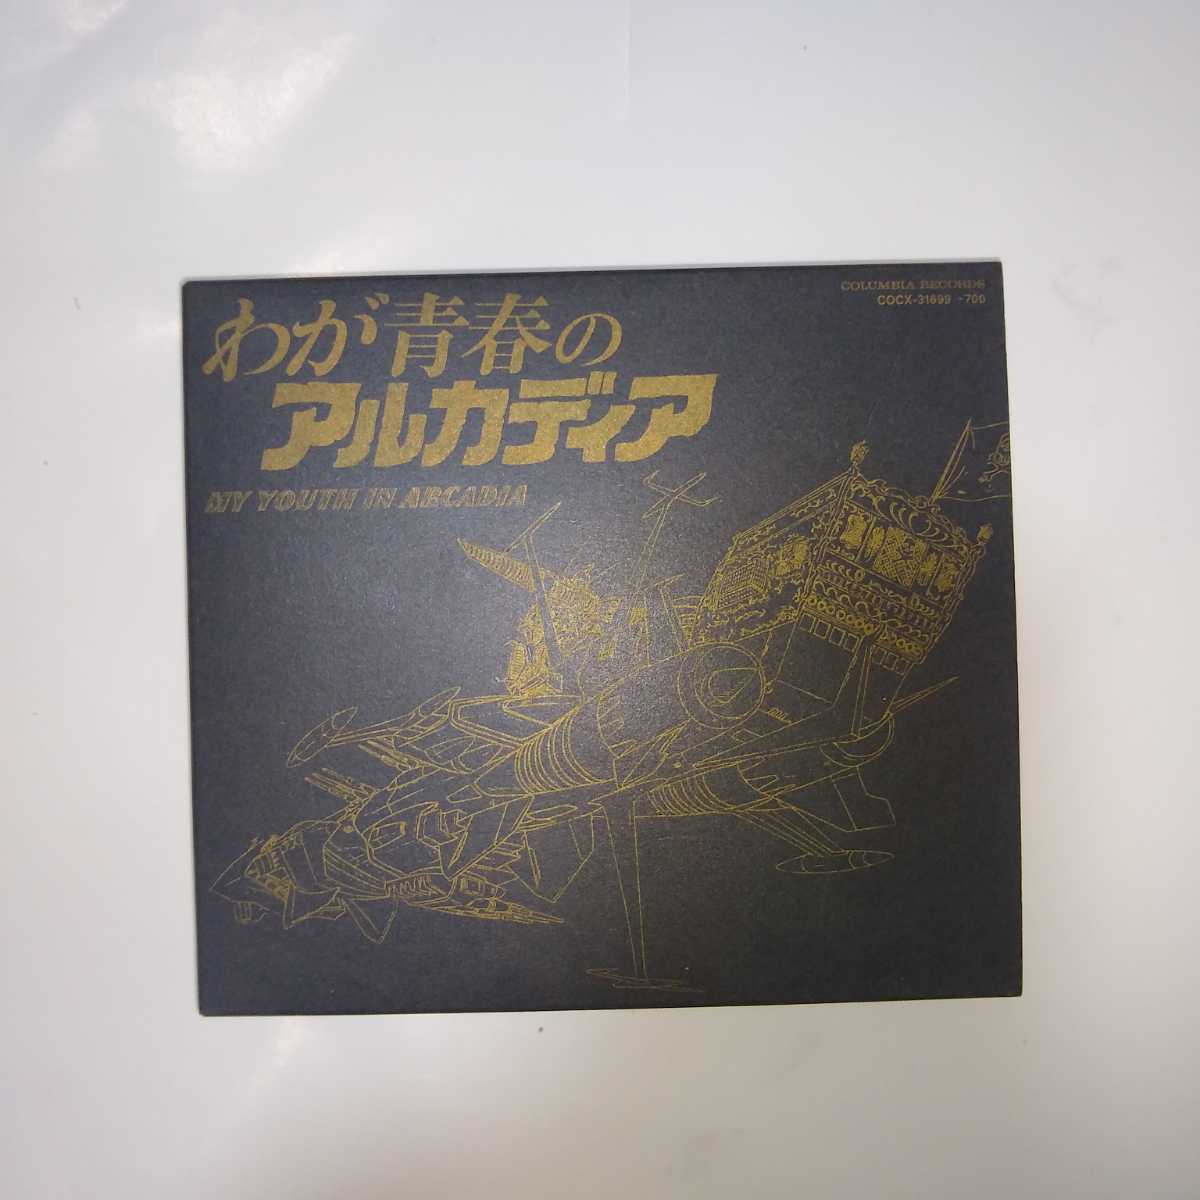 COLUMBIA RECORDS
COCX-31699 -700
わが青春の
アルカディア
MY YOUTH IN ARCADIA